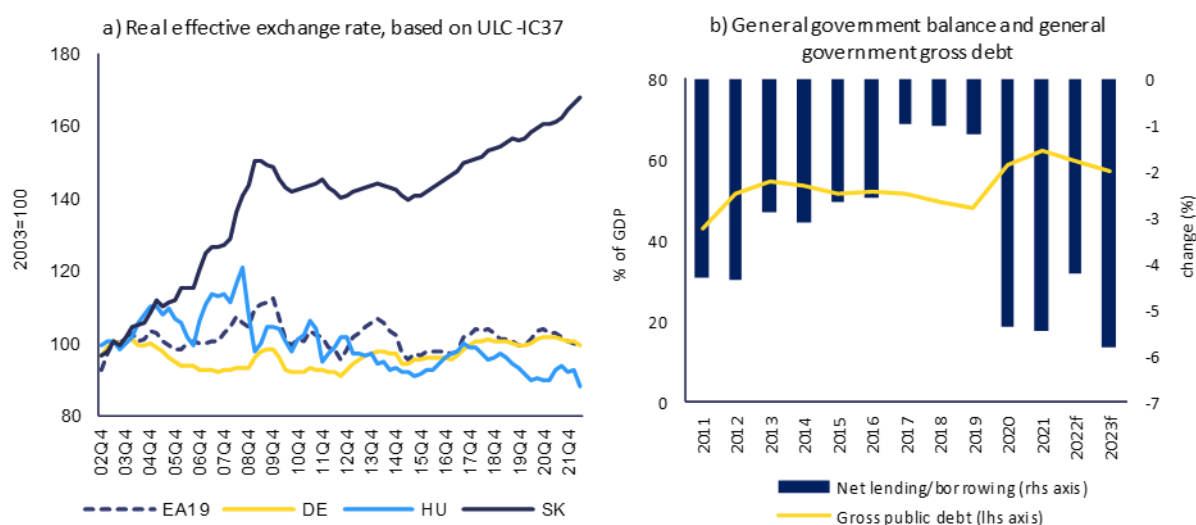 a) Real effective exchange rate, based on ULC -IC37
180
160
140
120
100
80
2003=100
02Q4
03Q4
04Q4
05Q4
06Q4
07Q4
08Q4
09Q4
10Q4
11Q4
12Q4
13Q4
14Q4
15Q4
16Q4
17Q4
18Q4
19Q4
20Q4
21Q4
EA19 DE HU SK
b) General government balance and general
government gross debt
80
60
40
20
0
% of GDP
0
-1
-2
-3
-4
-5
-6
-7
change (%)
2011
2012
2013
2014
2015
2016
2017
2018
2019
2020
2021
2022f
2023f
Net lending/borrowing (rhs axis)
Gross public debt (lhs axis)